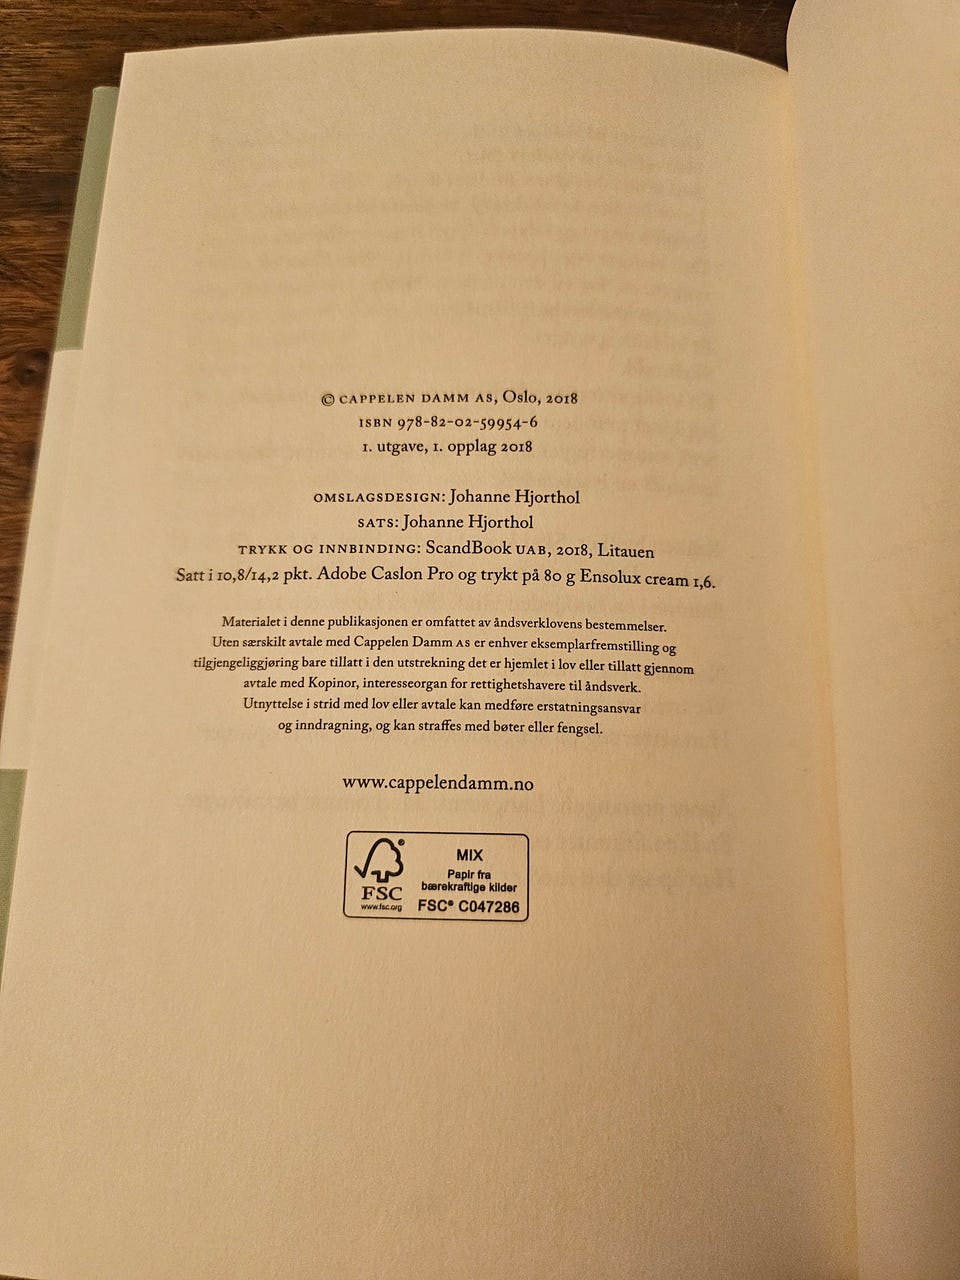 © CAPPELEN DAMM AS, Oslo, 2018
ISBN 978-82-02-59954-6
1. utgave, 1. opplag 2018
OMSLAGSDESIGN: Johanne Hjorthol
SATS: Johanne Hjorthol
TRYKK OG INNBINDING: ScandBook UAB, 2018, Litauen
Satt i 10,8/14,2 pkt. Adobe Caslon Pro og trykt på 80 g Ensolux cream 1,6.
Materialet i denne publikasjonen er omfattet av åndsverklovens bestemmelser.
Uten særskilt avtale med Cappelen Damm AS er enhver eksemplarfremstilling og
tilgjengeliggjøring bare tillatt i den utstrekning det er hjemlet i lov eller tillatt gjennom
avtale med Kopinor, interesseorgan for rettighetshavere til åndsverk.
Utnyttelse i strid med lov eller avtale kan medføre erstatningsansvar
og inndragning, og kan straffes med bøter eller fengsel.
www.cappelendamm.no
FSC
www.fsc.org
MIX
Papir fra
bærekraftige kilder
FSC® C047286